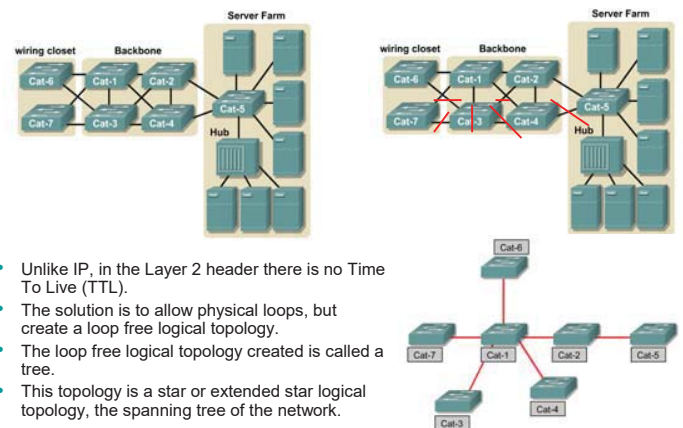 Server Farm
wiring closet Backbone
Cat-6 Cat-1 Cat-2
Cat-5
Cat-7 Cat-3 Cat-4
Hub
Server Farm
wiring closet Backbone
Cat-6 Cat-1 Cat-2
Cat-5
Cat-7 Cat-3 Cat-4
Hub
Unlike IP, in the Layer 2 header there is no Time
To Live (TTL).
The solution is to allow physical loops, but
create a loop free logical topology.
The loop free logical topology created is called a
tree.
This topology is a star or extended star logical
topology, the spanning tree of the network.
Cat-6
Cat-7 Cat-1 Cat-2 Cat-5
Cat-4
Cat-3